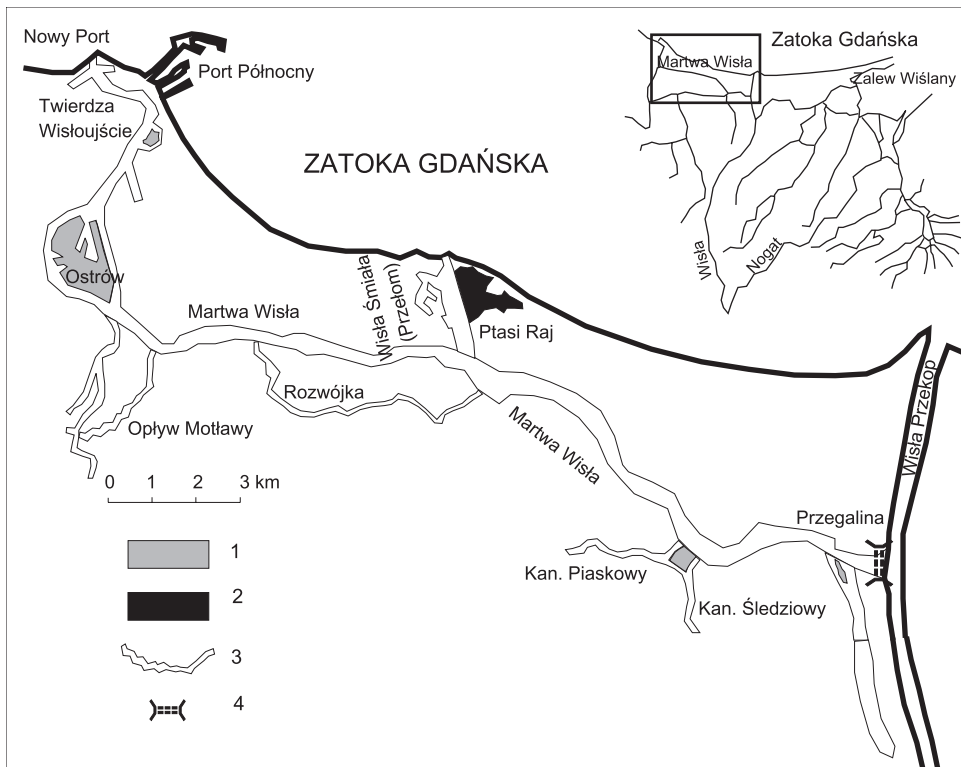 Nowy Port
Port Północny
Twierdza
Wisłoujście
ZATOKA GDAŃSKA
Zatoka Gdańska
Martwa Wisła
Zalew Wiślany
Wisła
Nogat
Ostrów
Martwa Wisła
Wisła Śmiała
(Przełom)
Ptasi Raj
Rozwójka
Opływ Motławy
Martwa Wisła
Wisła Przekop
Przegalina
Kan. Piaskowy
Kan. Śledziowy
0 1 2 3 km
1
2
3
4